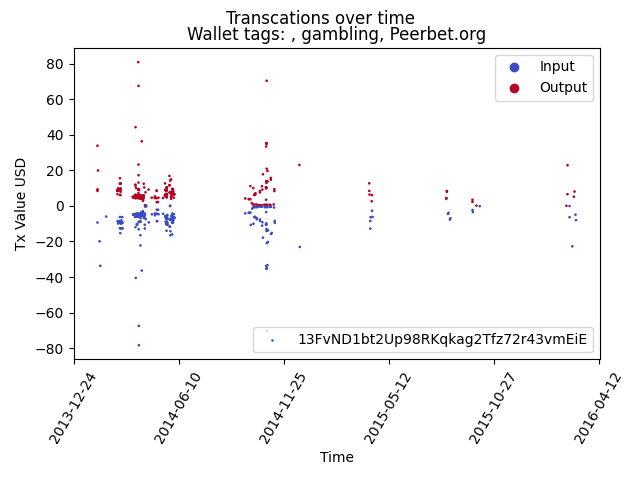 Transcations over time
Wallet tags: , gambling, Peerbet.org
Input
Output
80
60
40
20
0
−20
−40
−60
−80
Tx Value USD
13FvND1bt2Up98RKqkag2Tfz72r43vmEiE
2013-12-24
2014-06-10
2014-11-25
2015-05-12
2015-10-27
2016-04-12
Time